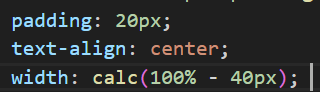 padding: 20px;
text-align: center;
width: calc(100% - 40px);